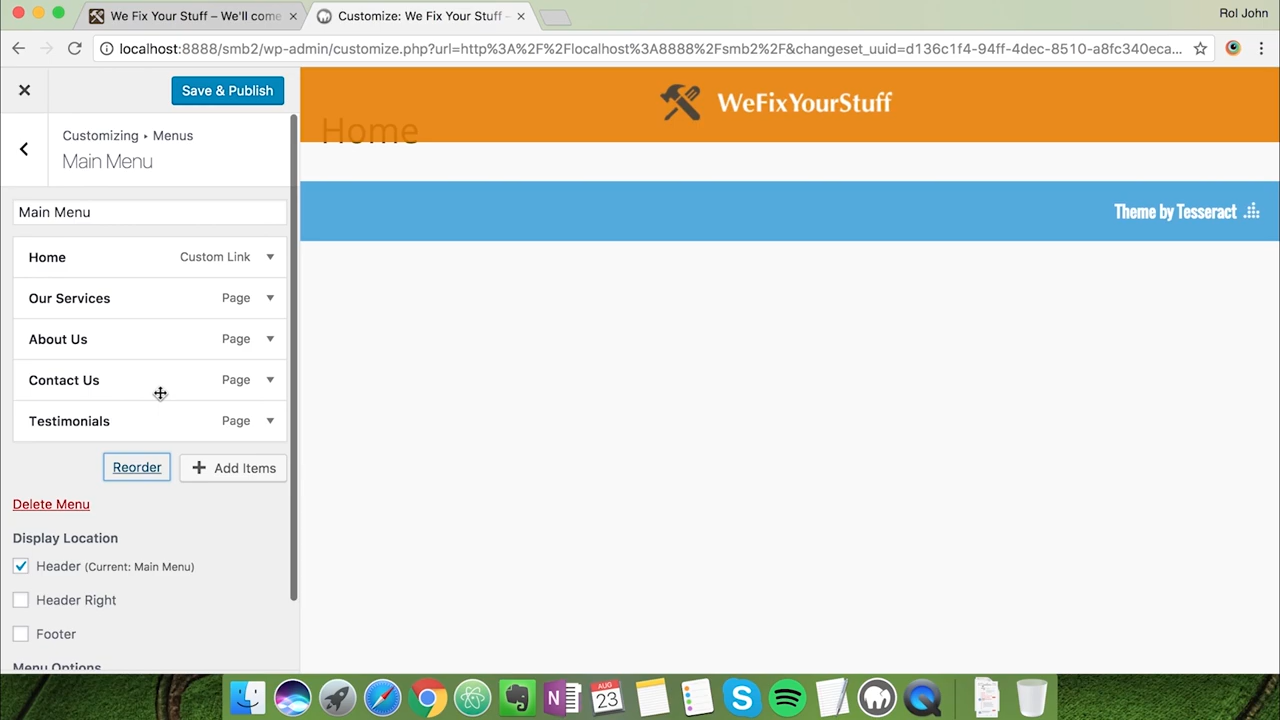 We Fix Your Stuff – We'll come
Customize: We Fix Your Stuff –
Rol John
localhost:8888/smb2/wp-admin/customize.php?url=http%3A%2F%2Flocalhost%3A8888%2Fsmb2%2F&changeset_uuid=d136c1f4-94ff-4dec-8510-a8fc340eca...
Save & Publish
WeFixYourStuff
Home
Customizing ▸ Menus
Main Menu
Theme by Tesseract
Main Menu
Home Custom Link
Our Services Page
About Us Page
Contact Us Page
Testimonials Page
Reorder
Add Items
Delete Menu
Display Location
Header (Current: Main Menu)
Header Right
Footer
Menu Options
AUG
23